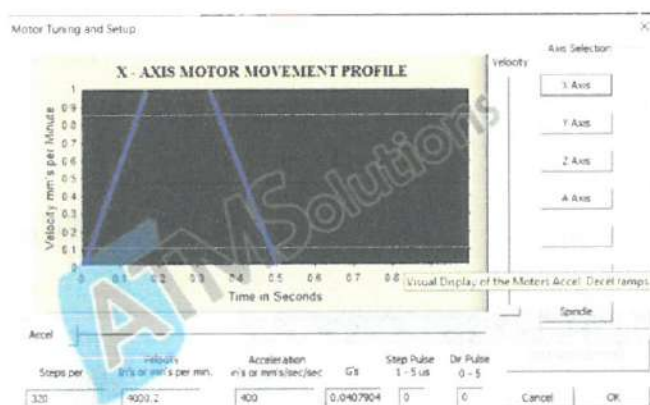 Motor Tuning and Setup
X - AXIS MOTOR MOVEMENT PROFILE
Velocity mm's per Minute
1
0.9
0.8
0.7
0.6
0.5
0.4
0.3
0.2
0.1
0
0 0.1 0.2 0.3 0.4 0.5 0.6 0.7 0.8
Time in Seconds
Visual Display of the Motors Accel. Decel ramps.
Velocity
Axis Selection
X Axis
Y Axis
Z Axis
A Axis
Spindle
Accel
Steps per
Velocity
In's or mm's per min.
Acceleration
in's or mm's/sec/sec
G's
Step Pulse
1 - 5 us
Dir Pulse
0 - 5
320
4000.2
400
0.0407904
0
0
Cancel
OK
ATMSolutions